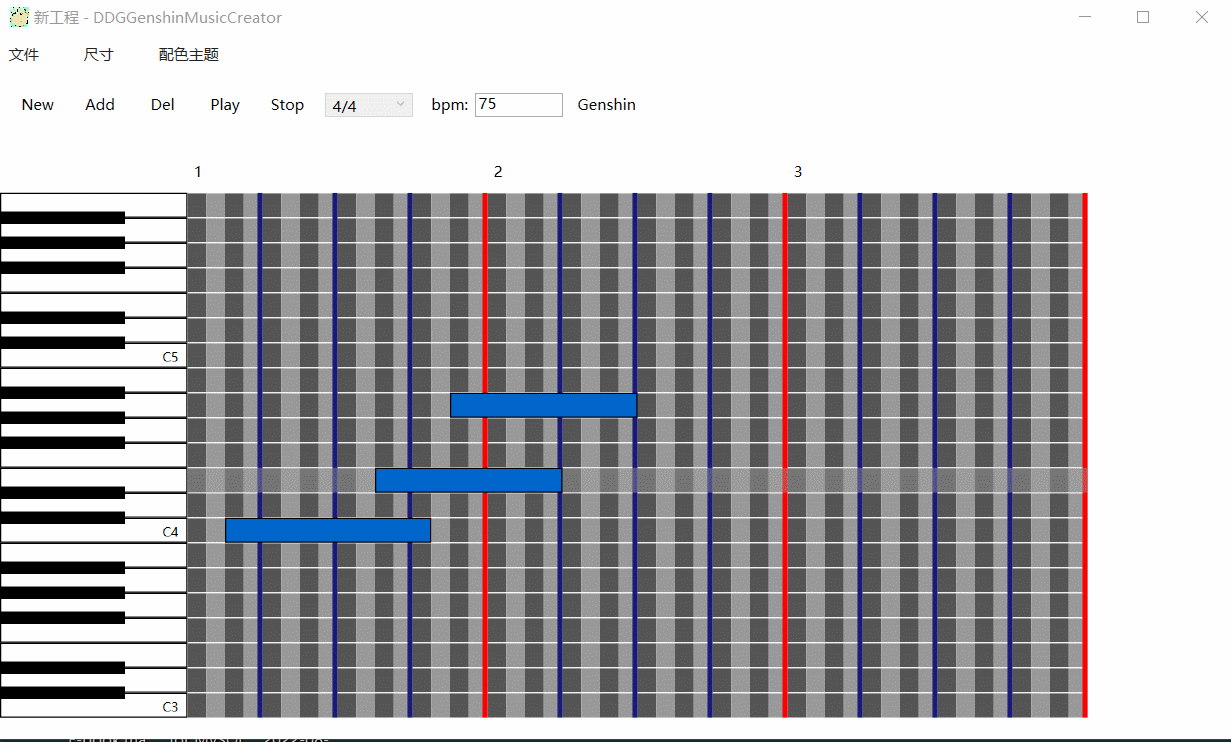 新工程 - DDGGenshinMusicCreator
文件 尺寸 配色主题
New Add Del Play Stop 4/4 bpm: 75 Genshin
1 2 3
C5
C4
C3